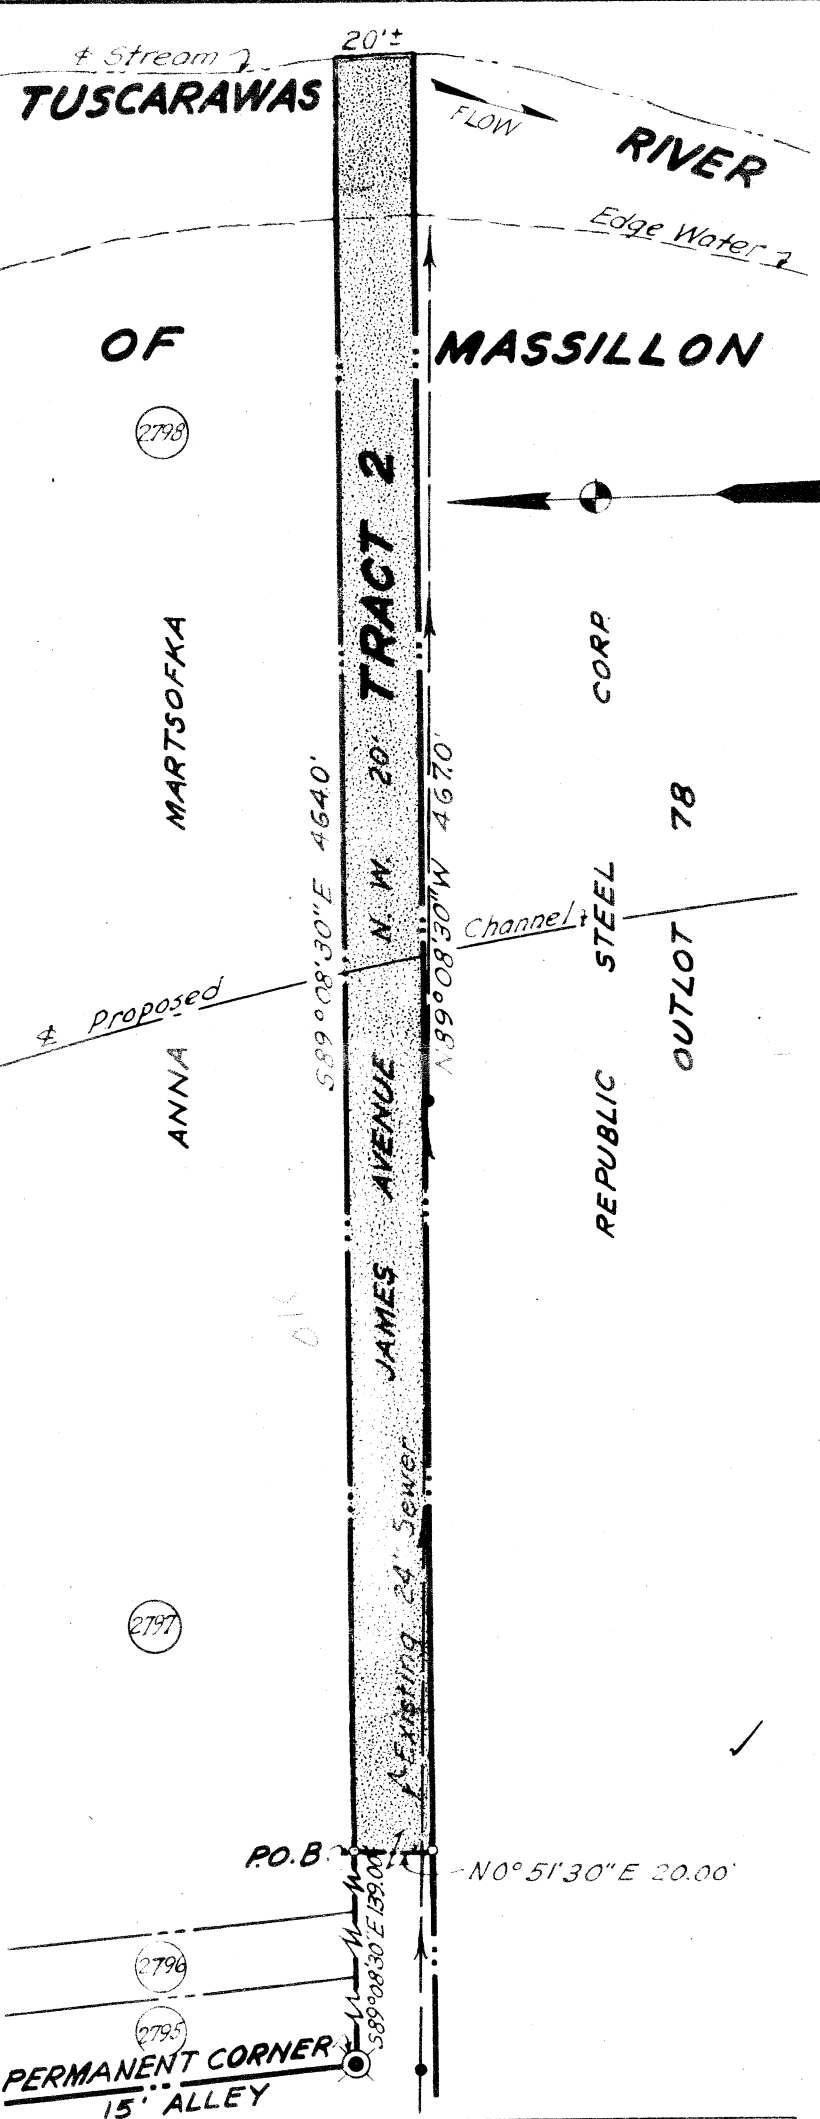 20'±
℄ Stream
TUSCARAWAS RIVER
FLOW
Edge Water
OF MASSILLON
2798
TRACT 2
MARTSOFKA
ANNA
CORP.
STEEL
REPUBLIC
OUTLOT 78
S89°08'30"E 464.0'
N89°08'30"W 467.0'
JAMES AVENUE N. W. 20'
℄ Proposed Channel
OK
Existing 24" Sewer
2797
P.O.B.
N0°51'30"E 20.00'
S89°08'30"E 139.00'
2796
2795
PERMANENT CORNER
15' ALLEY